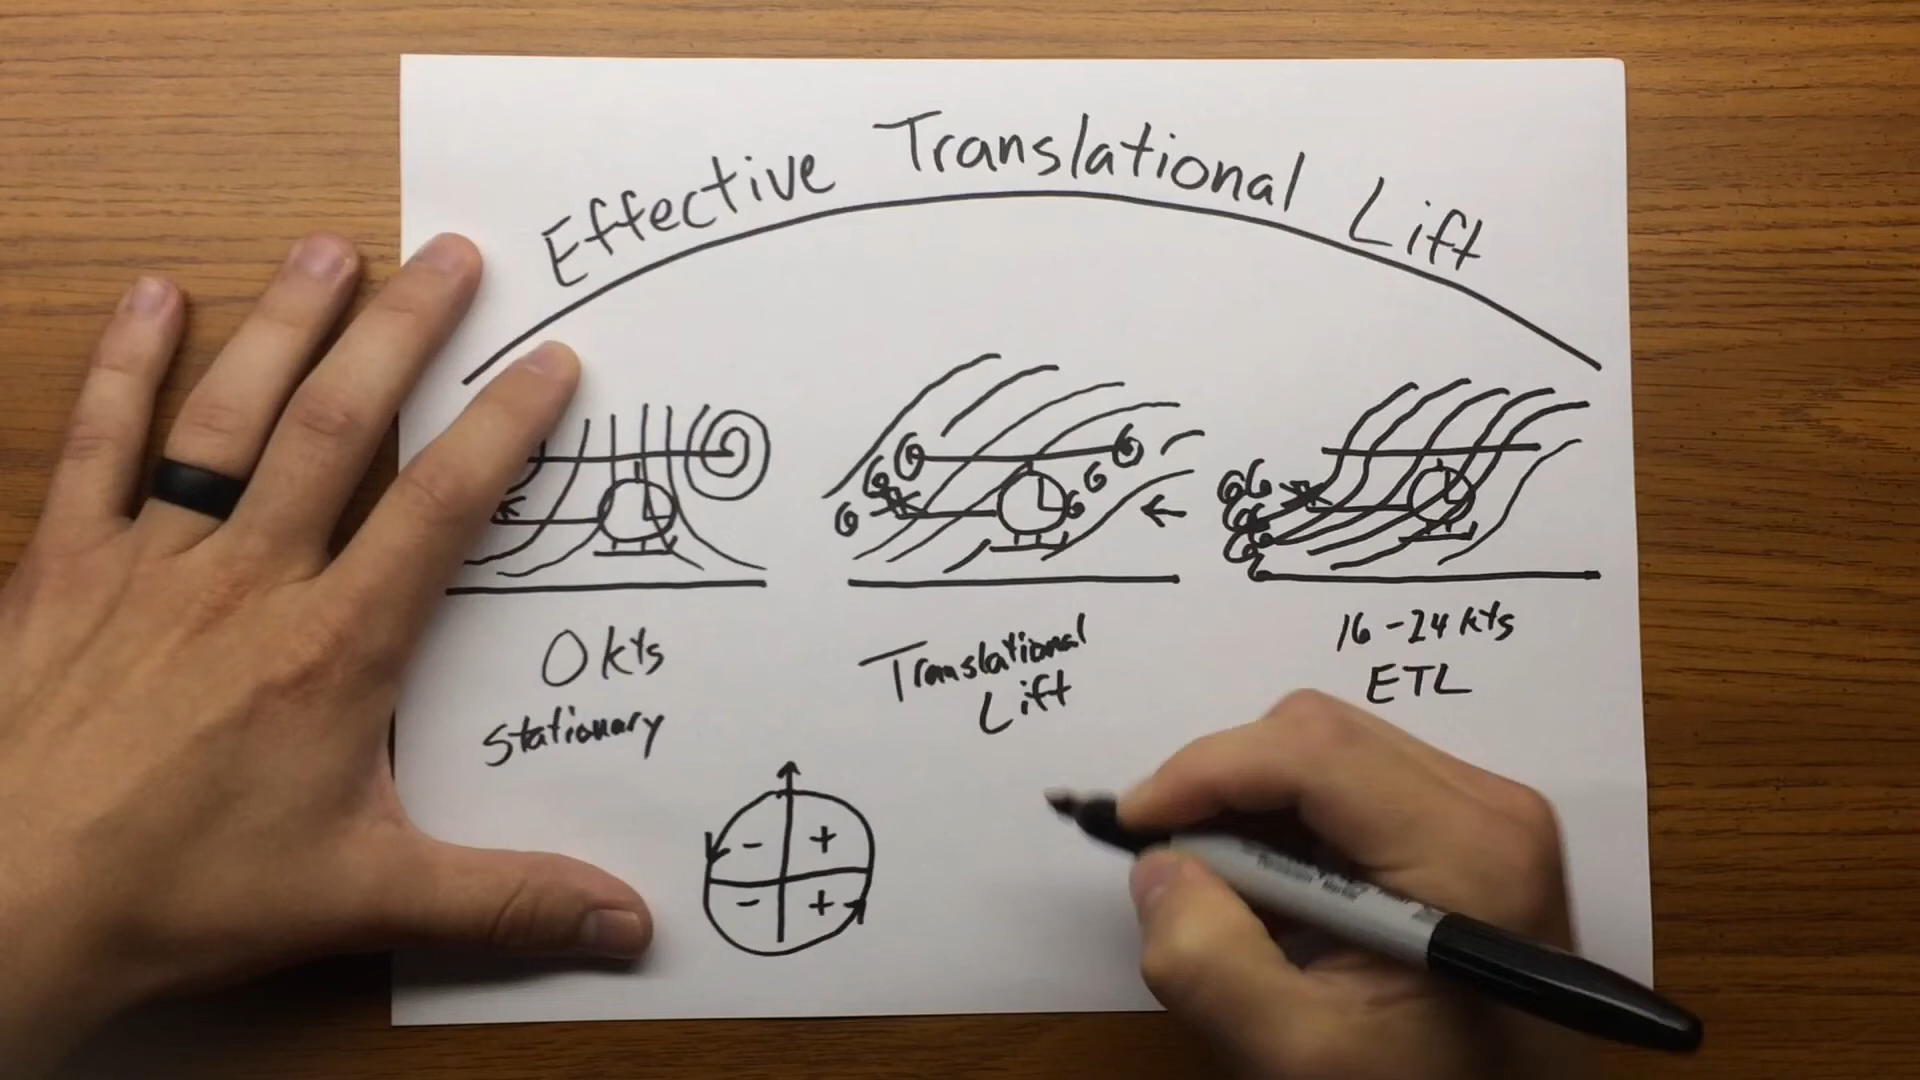 Effective Translational Lift
0 kts
stationary
Translational
Lift
16-24 kts
ETL
- +
- +